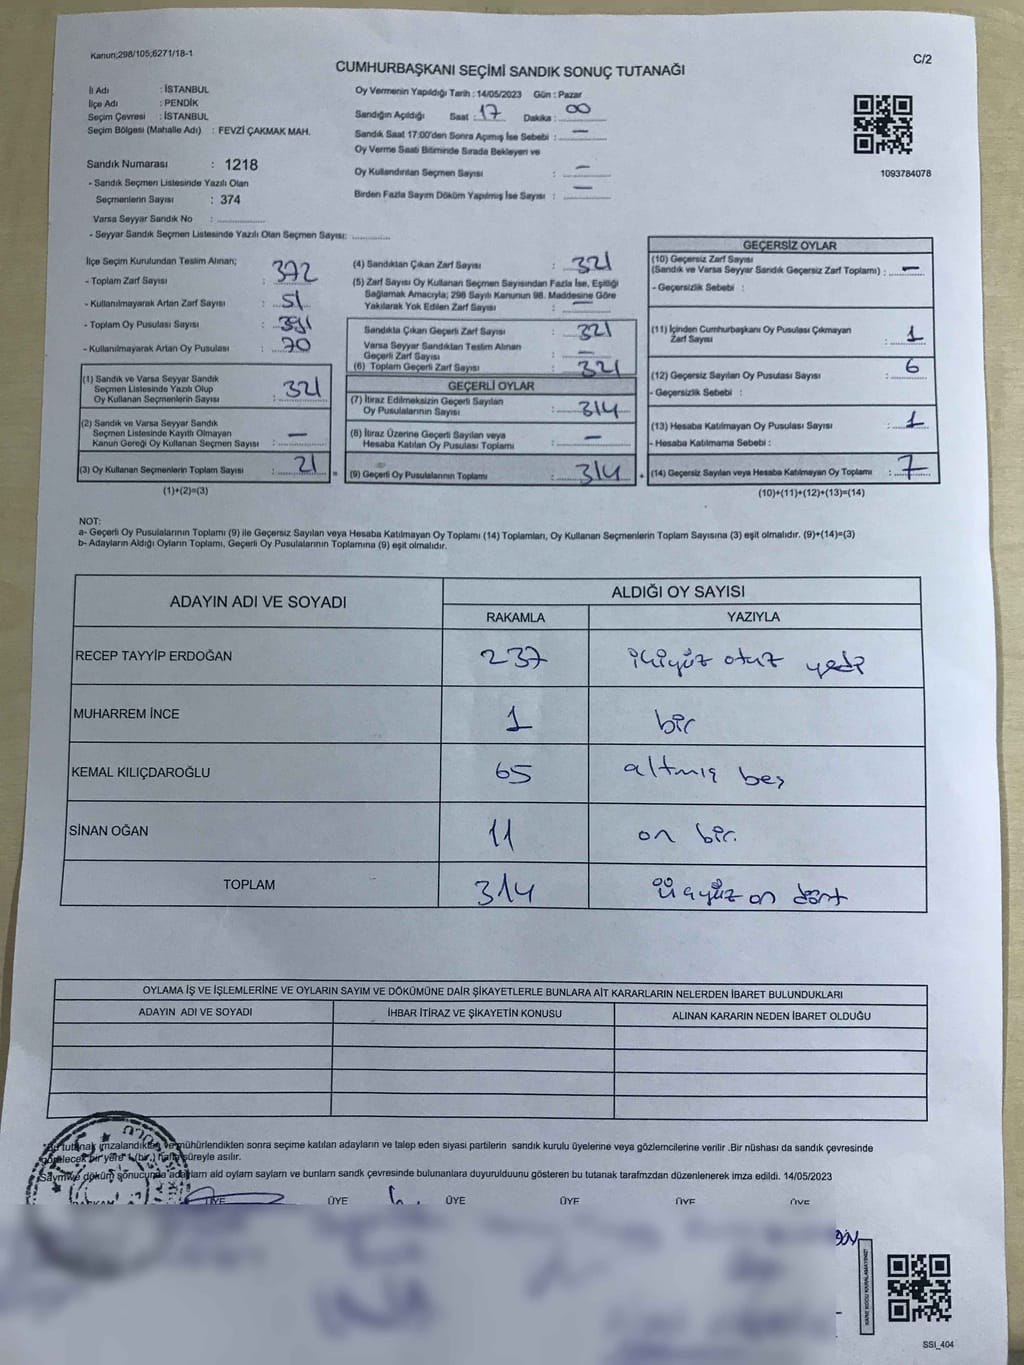 Kanun;298/105;6271/18-1
C/2
CUMHURBAŞKANI SEÇİMİ SANDIK SONUÇ TUTANAĞI
İl Adı : İSTANBUL
İlçe Adı : PENDİK
Seçim Çevresi : İSTANBUL
Seçim Bölgesi (Mahalle Adı) : FEVZİ ÇAKMAK MAH.
Sandık Numarası : 1218
- Sandık Seçmen Listesinde Yazılı Olan
Seçmenlerin Sayısı : 374
Varsa Seyyar Sandık No : ..............
- Seyyar Sandık Seçmen Listesinde Yazılı Olan Seçmen Sayısı: ............
Oy Vermenin Yapıldığı Tarih : 14/05/2023 Gün : Pazar
Sandığın Açıldığı Saat : 17 Dakika : 00
Sandık Saat 17:00'den Sonra Açımış İse Sebebi : —
Oy Verme Saati Bitiminde Sırada Bekleyen ve
Oy Kullandırılan Seçmen Sayısı : —
Birden Fazla Sayım Döküm Yapılmış İse Sayısı : —
1093784078
İlçe Seçim Kurulundan Teslim Alınan;
- Toplam Zarf Sayısı : 372
- Kullanılmayarak Artan Zarf Sayısı : 51
- Toplam Oy Pusulası Sayısı : 391
- Kullanılmayarak Artan Oy Pusulası : 70
(1) Sandık ve Varsa Seyyar Sandık
Seçmen Listesinde Yazılı Olup
Oy Kullanan Seçmenlerin Sayısı : 321
(2) Sandık ve Varsa Seyyar Sandık
Seçmen Listesinde Kayıtlı Olmayan
Kanun Gereği Oy Kullanan Seçmen Sayısı : —
(3) Oy Kullanan Seçmenlerin Toplam Sayısı : 21 =
(1)+(2)=(3)
(4) Sandıktan Çıkan Zarf Sayısı : 321
(5) Zarf Sayısı Oy Kullanan Seçmen Sayısından Fazla İse, Eşitliği
Sağlamak Amacıyla; 298 Sayılı Kanunun 98. Maddesine Göre
Yakılarak Yok Edilen Zarf Sayısı : —
Sandıkta Çıkan Geçerli Zarf Sayısı : 321
Varsa Seyyar Sandıktan Teslim Alınan
Geçerli Zarf Sayısı : —
(6) Toplam Geçerli Zarf Sayısı : 321
GEÇERLİ OYLAR
(7) İtiraz Edilmeksizin Geçerli Sayılan
Oy Pusulalarının Sayısı : 314
(8) İtiraz Üzerine Geçerli Sayılan veya
Hesaba Katılan Oy Pusulası Toplamı : —
(9) Geçerli Oy Pusulalarının Toplamı : 314 +
GEÇERSİZ OYLAR
(10) Geçersiz Zarf Sayısı
(Sandık ve Varsa Seyyar Sandık Geçersiz Zarf Toplamı) : —
- Geçersizlik Sebebi :
(11) İçinden Cumhurbaşkanı Oy Pusulası Çıkmayan
Zarf Sayısı : 1
(12) Geçersiz Sayılan Oy Pusulası Sayısı : 6
- Geçersizlik Sebebi :
(13) Hesaba Katılmayan Oy Pusulası Sayısı : 1
- Hesaba Katılmama Sebebi :
(14) Geçersiz Sayılan veya Hesaba Katılmayan Oy Toplamı : 7
(10)+(11)+(12)+(13)=(14)
NOT:
a- Geçerli Oy Pusulalarının Toplamı (9) ile Geçersiz Sayılan veya Hesaba Katılmayan Oy Toplamı (14) Toplamları, Oy Kullanan Seçmenlerin Toplam Sayısına (3) eşit olmalıdır. (9)+(14)=(3)
b- Adayların Aldığı Oyların Toplamı, Geçerli Oy Pusulalarının Toplamına (9) eşit olmalıdır.
ADAYIN ADI VE SOYADI ALDIĞI OY SAYISI
RAKAMLA YAZIYLA
RECEP TAYYİP ERDOĞAN 237 ikiyüz otuz yedi
MUHARREM İNCE 1 bir
KEMAL KILIÇDAROĞLU 65 altmış beş
SİNAN OĞAN 11 on bir.
TOPLAM 314 üçyüz on dört
OYLAMA İŞ VE İŞLEMLERİNE VE OYLARIN SAYIM VE DÖKÜMÜNE DAİR ŞİKAYETLERLE BUNLARA AİT KARARLARIN NELERDEN İBARET BULUNDUKLARI
ADAYIN ADI VE SOYADI İHBAR İTİRAZ VE ŞİKAYETİN KONUSU ALINAN KARARIN NEDEN İBARET OLDUĞU
tutanak imzalandıktan ve mühürlendikten sonra seçime katılan adayların ve talep eden siyasi partilerin sandık kurulu üyelerine veya gözlemcilerine verilir .Bir nüshası da sandık çevresinde
görülecek bir yere 1 (bir ) hafta süreyle asılır.
Sayım ve döküm sonucunda adaylarn ald oylarn saylarn ve bunlarn sandk çevresinde bulunanlara duyurulduunu gösteren bu tutanak tarafmzdan düzenlenerek imza edildi. 14/05/2023
ÜYE ÜYE ÜYE ÜYE ÜYE ÜYE
KARE KODU KARALAMAYINIZ!
SSI_404